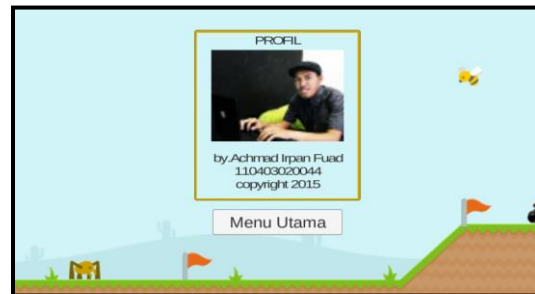 PROFIL
by.Achmad Irpan Fuad
110403020044
copyright 2015
Menu Utama